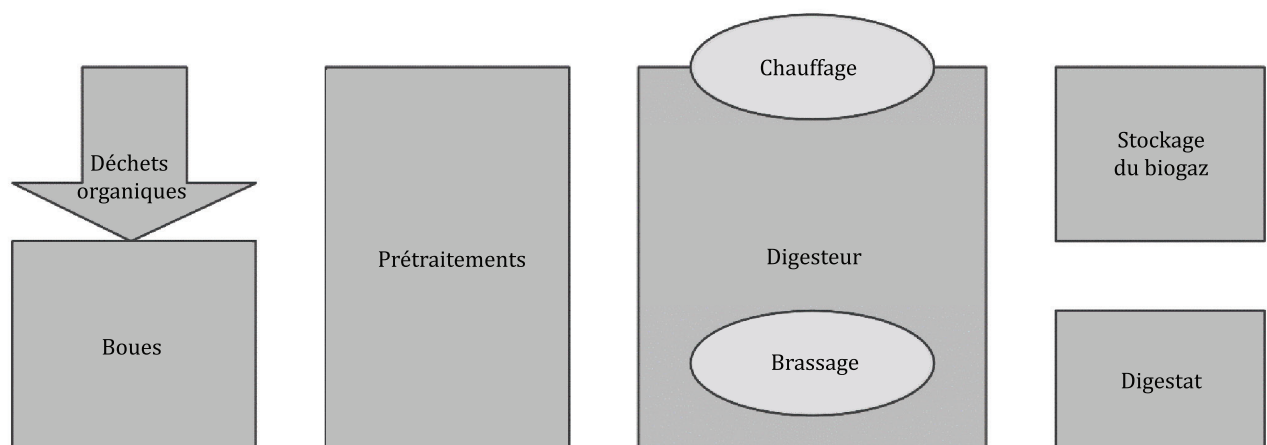 Déchets
organiques
Boues
Prétraitements
Chauffage
Digesteur
Brassage
Stockage
du biogaz
Digestat